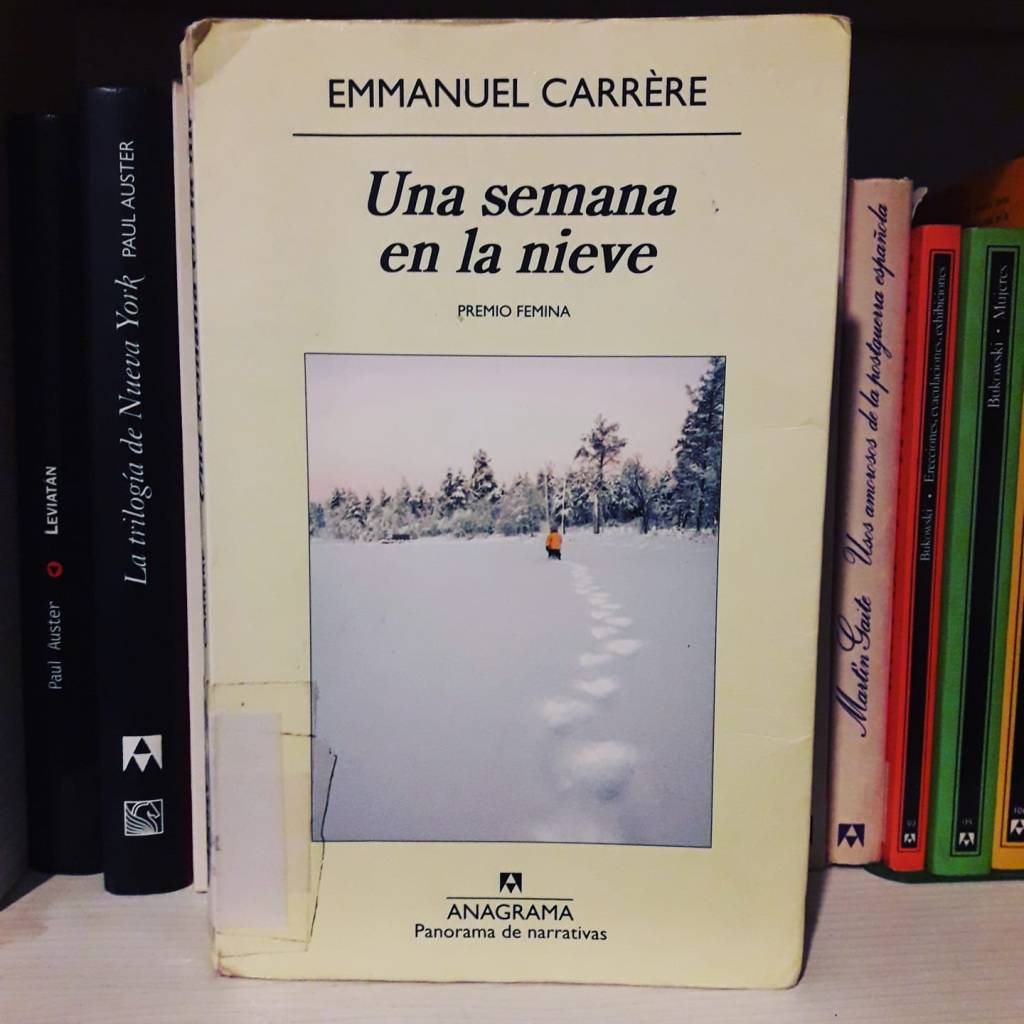 EMMANUEL CARRÈRE
Una semana
en la nieve
PREMIO FEMINA
ANAGRAMA
Panorama de narrativas
Paul Auster LEVIATÁN
La trilogía de Nueva York PAUL AUSTER
Martín Gaite Usos amorosos de la postguerra española
Bukowski • Erecciones, eyaculaciones, exhibiciones
Bukowski • Mujeres